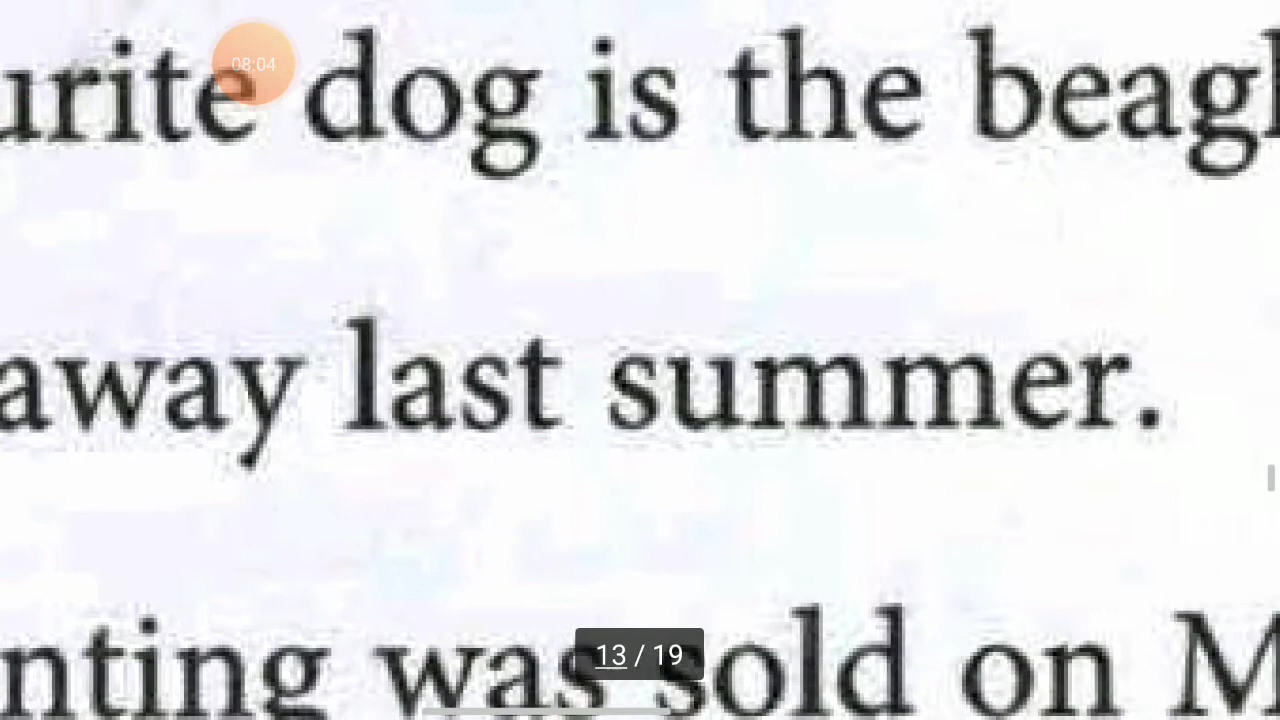 08:04
urite dog is the beagl
away last summer.
nting was sold on M
13 / 19